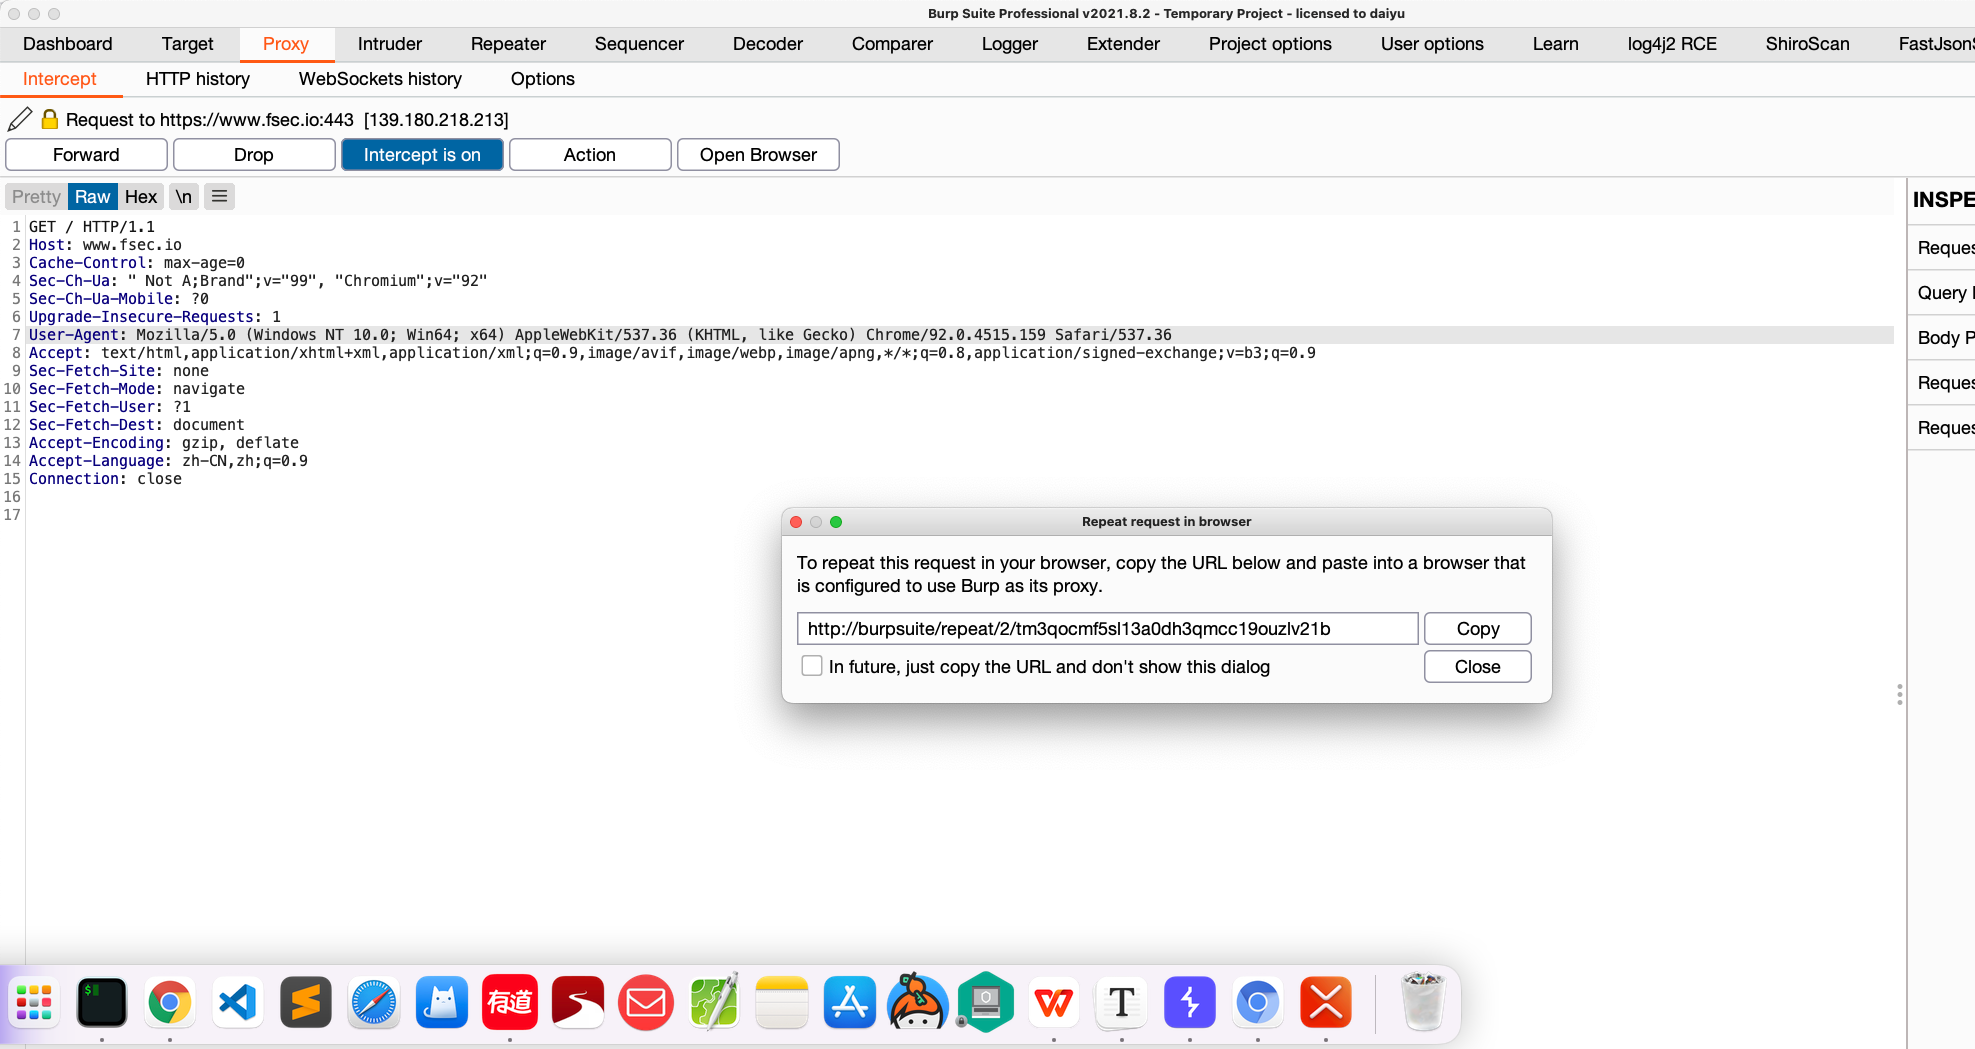 Burp Suite Professional v2021.8.2 - Temporary Project - licensed to daiyu
Dashboard Target Proxy Intruder Repeater Sequencer Decoder Comparer Logger Extender Project options User options Learn log4j2 RCE ShiroScan FastJsonS
Intercept HTTP history WebSockets history Options
Request to https://www.fsec.io:443 [139.180.218.213]
Forward Drop Intercept is on Action Open Browser
Pretty Raw Hex \n
INSPE
1 GET / HTTP/1.1
2 Host: www.fsec.io
3 Cache-Control: max-age=0
4 Sec-Ch-Ua: " Not A;Brand";v="99", "Chromium";v="92"
5 Sec-Ch-Ua-Mobile: ?0
6 Upgrade-Insecure-Requests: 1
7 User-Agent: Mozilla/5.0 (Windows NT 10.0; Win64; x64) AppleWebKit/537.36 (KHTML, like Gecko) Chrome/92.0.4515.159 Safari/537.36
8 Accept: text/html,application/xhtml+xml,application/xml;q=0.9,image/avif,image/webp,image/apng,*/*;q=0.8,application/signed-exchange;v=b3;q=0.9
9 Sec-Fetch-Site: none
10 Sec-Fetch-Mode: navigate
11 Sec-Fetch-User: ?1
12 Sec-Fetch-Dest: document
13 Accept-Encoding: gzip, deflate
14 Accept-Language: zh-CN,zh;q=0.9
15 Connection: close
16
17
Reques
Query
Body P
Reques
Reques
Repeat request in browser
To repeat this request in your browser, copy the URL below and paste into a browser that
is configured to use Burp as its proxy.
http://burpsuite/repeat/2/tm3qocmf5sl13a0dh3qmcc19ouzlv21b
Copy
In future, just copy the URL and don't show this dialog
Close
$
有道
W
T